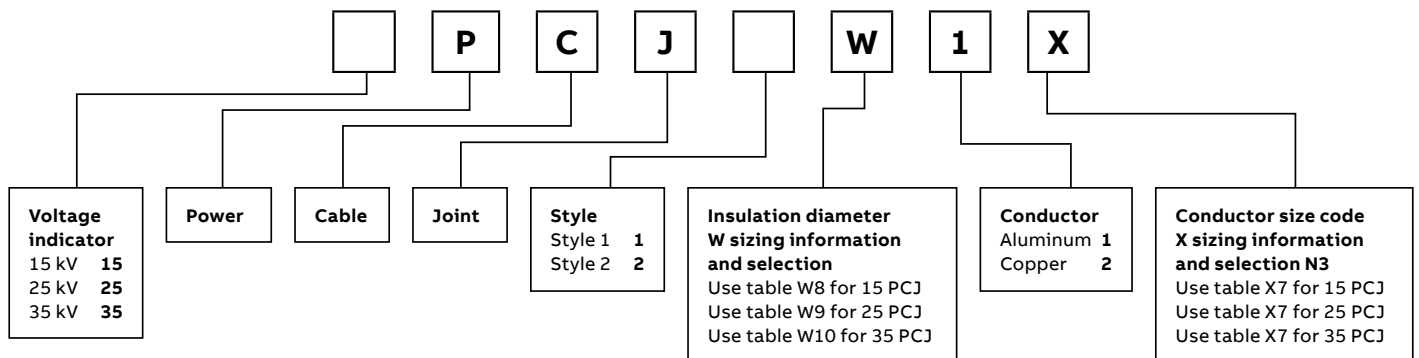 P C J W 1 X
Voltage
indicator
15 kV 15
25 kV 25
35 kV 35
Power
Cable
Joint
Style
Style 1 1
Style 2 2
Insulation diameter
W sizing information
and selection
Use table W8 for 15 PCJ
Use table W9 for 25 PCJ
Use table W10 for 35 PCJ
Conductor
Aluminum 1
Copper 2
Conductor size code
X sizing information
and selection N3
Use table X7 for 15 PCJ
Use table X7 for 25 PCJ
Use table X7 for 35 PCJ